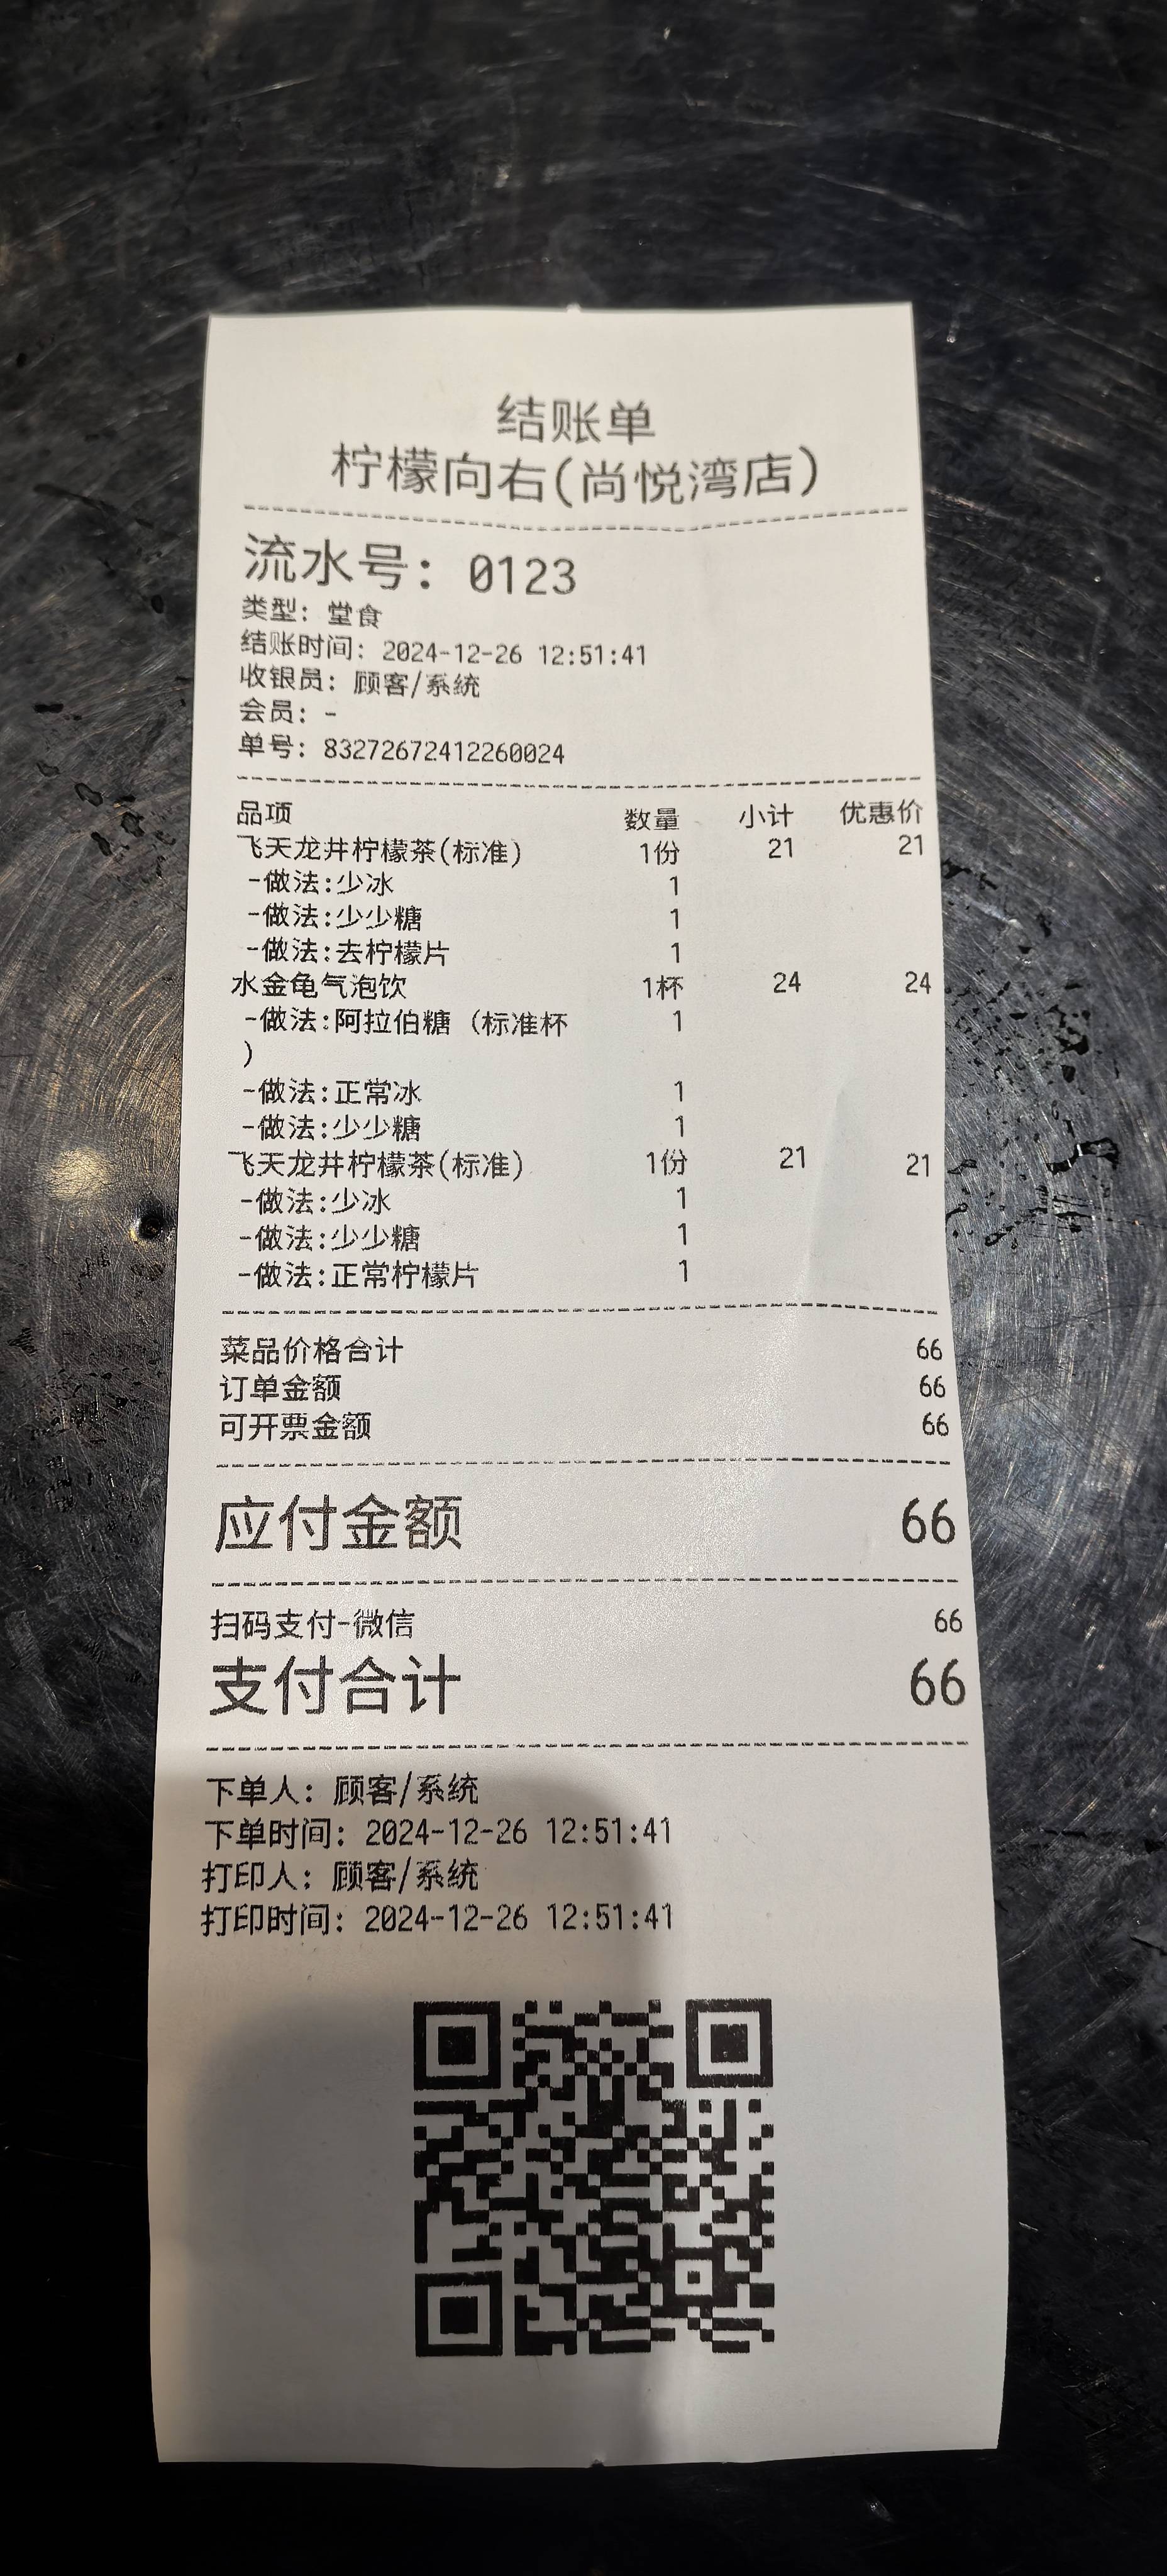 结账单
柠檬向右(尚悦湾店)
流水号: 0123
类型: 堂食
结账时间: 2024-12-26 12:51:41
收银员: 顾客/系统
会员: -
单号: 83272672412260024
品项 数量 小计 优惠价
飞天龙井柠檬茶(标准) 1份 21 21
-做法:少冰 1
-做法:少少糖 1
-做法:去柠檬片 1
水金龟气泡饮 1杯 24 24
-做法:阿拉伯糖 (标准杯 1
)
-做法:正常冰 1
-做法:少少糖 1
飞天龙井柠檬茶(标准) 1份 21 21
-做法:少冰 1
-做法:少少糖 1
-做法:正常柠檬片 1
菜品价格合计 66
订单金额 66
可开票金额 66
应付金额 66
扫码支付-微信 66
支付合计 66
下单人: 顾客/系统
下单时间: 2024-12-26 12:51:41
打印人: 顾客/系统
打印时间: 2024-12-26 12:51:41